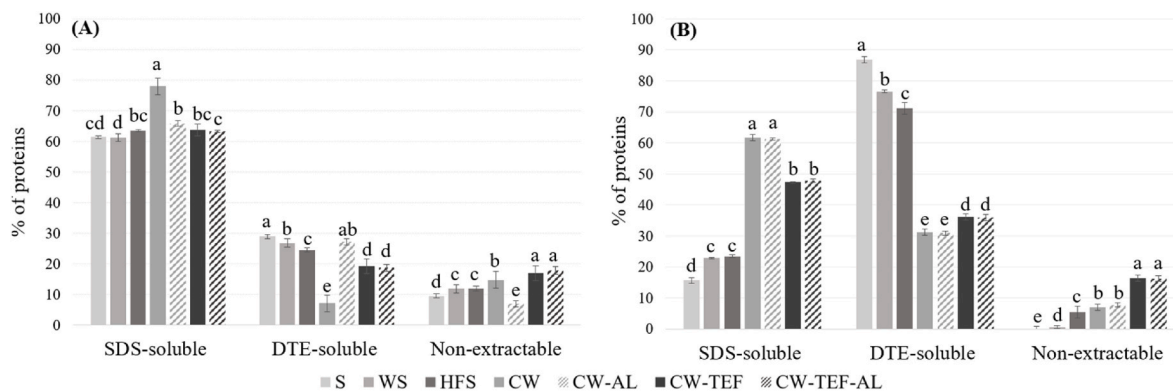 (A)
% of proteins
100
90
80
70
60
50
40
30
20
10
0
cd d bc a b bc c
a b c e ab d d
d c c b e a a
SDS-soluble DTE-soluble Non-extractable
(B)
% of proteins
100
90
80
70
60
50
40
30
20
10
0
d c c a a b b
a b c e e d d
e d c b b a a
SDS-soluble DTE-soluble Non-extractable
S WS HFS CW CW-AL CW-TEF CW-TEF-AL